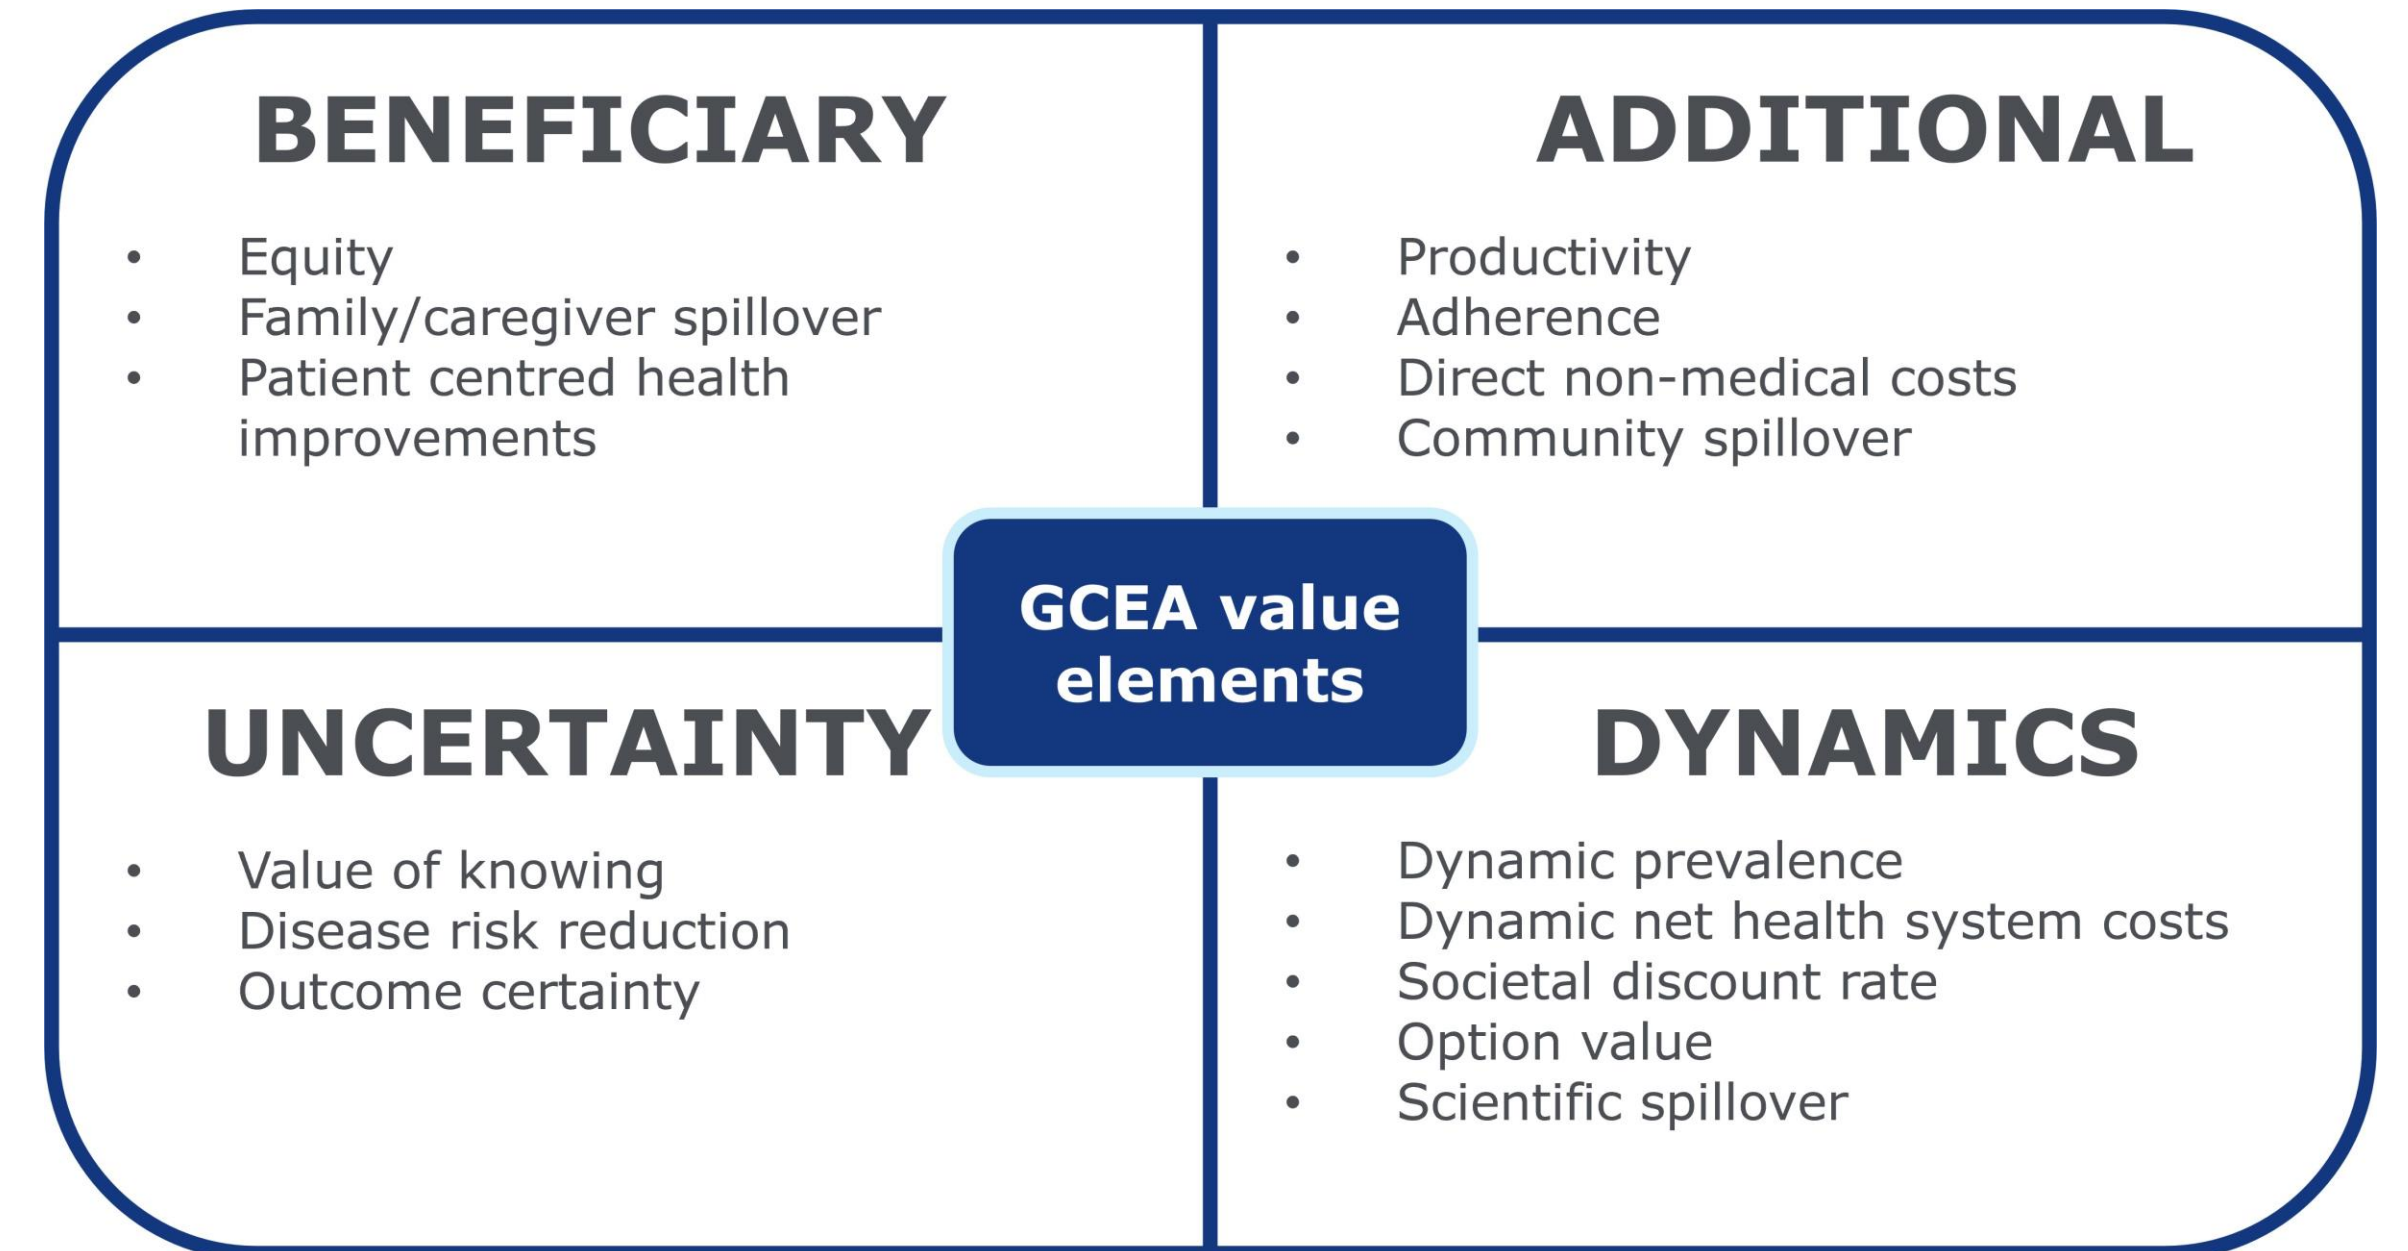 BENEFICIARY
• Equity
• Family/caregiver spillover
• Patient centred health
improvements
ADDITIONAL
• Productivity
• Adherence
• Direct non-medical costs
• Community spillover
GCEA value
elements
UNCERTAINTY
• Value of knowing
• Disease risk reduction
• Outcome certainty
DYNAMICS
• Dynamic prevalence
• Dynamic net health system costs
• Societal discount rate
• Option value
• Scientific spillover